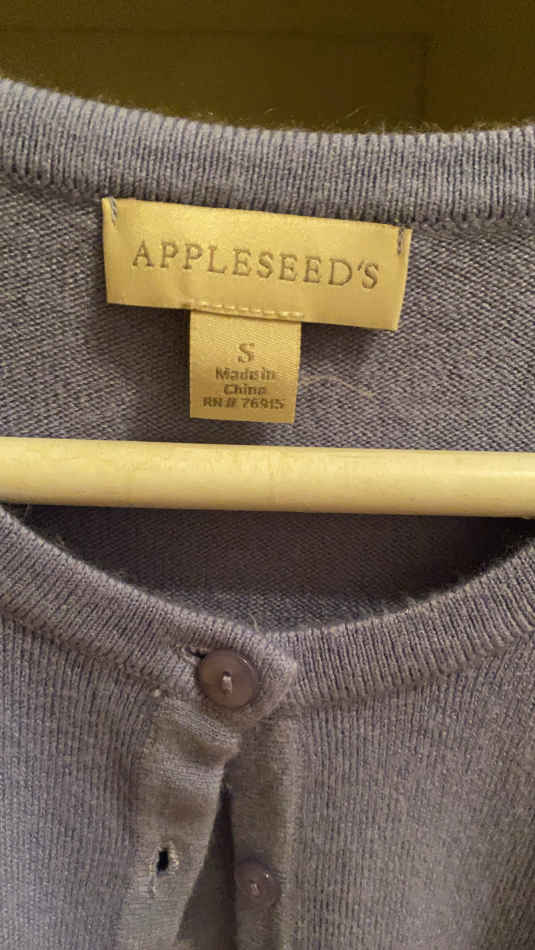 APPLESEED'S
S
Made in
China
RN# 76915